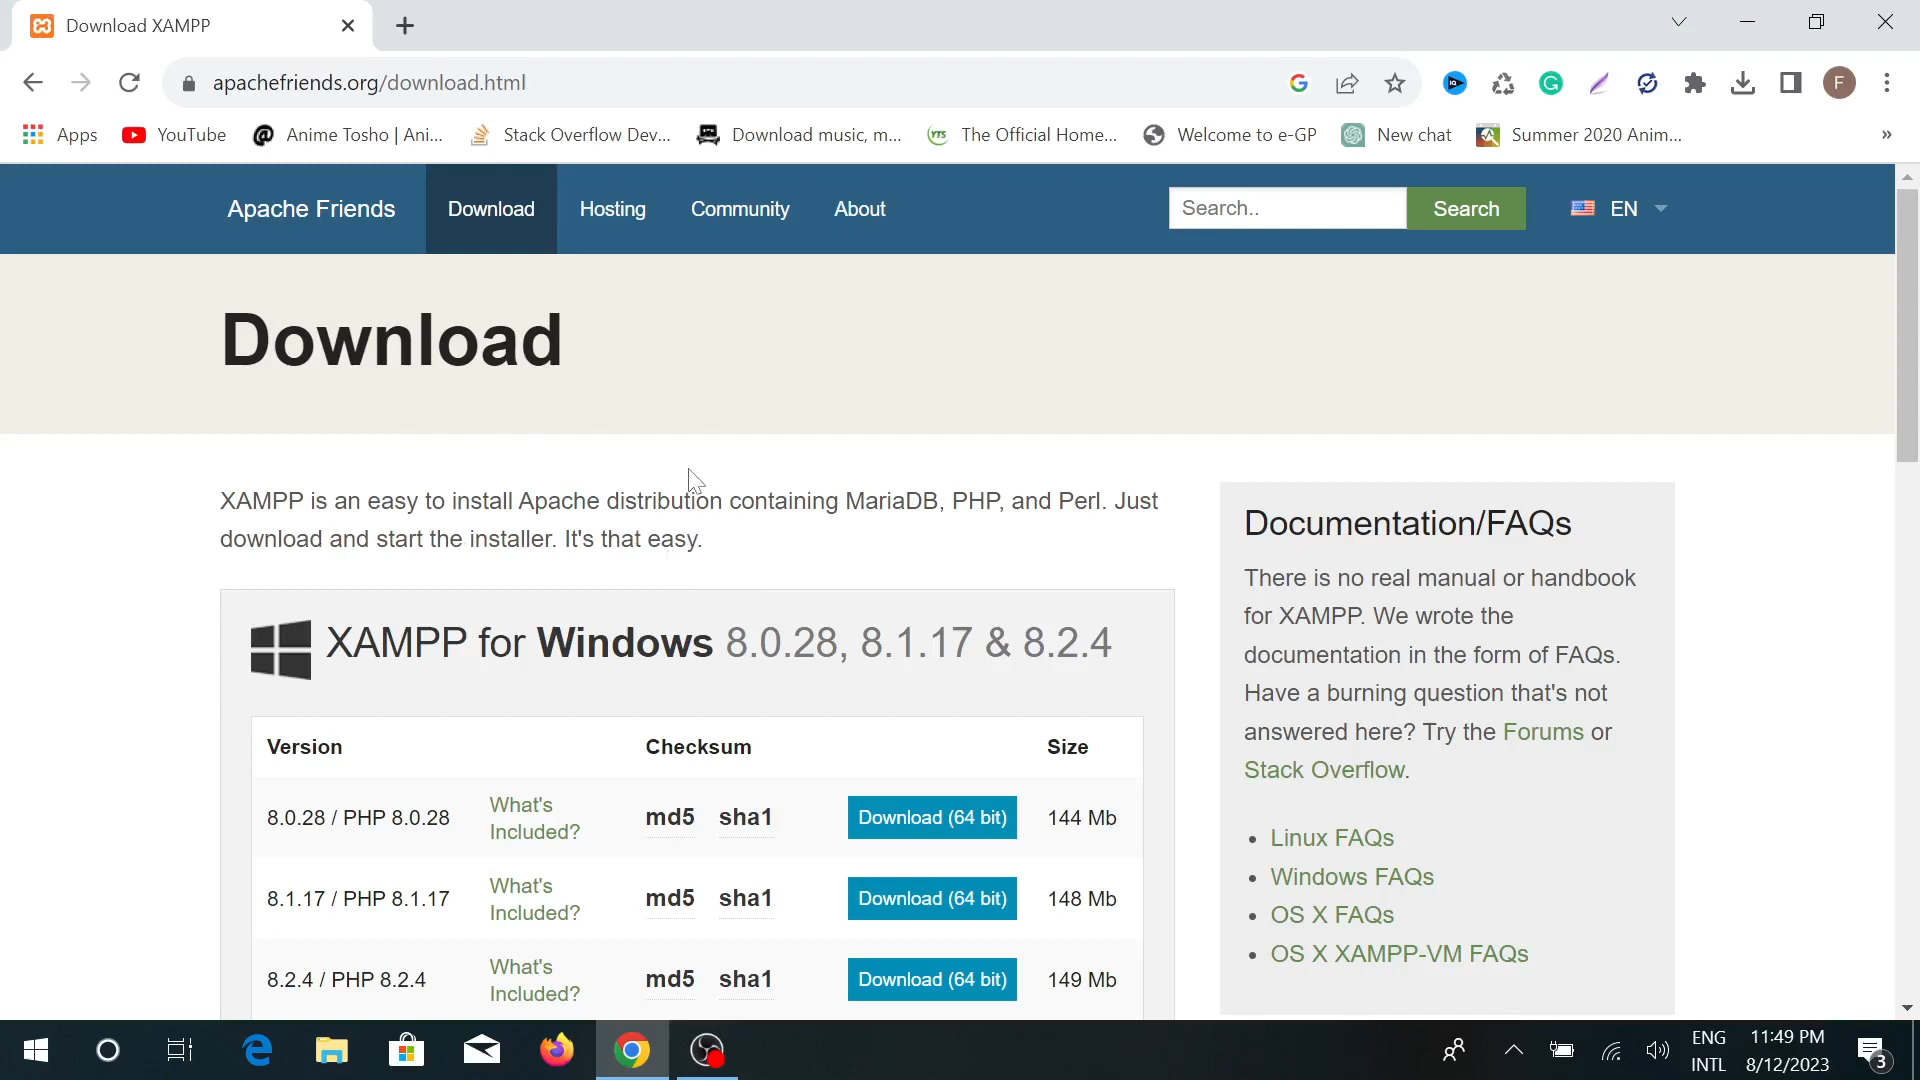 Download XAMPP
apachefriends.org/download.html
F
Apps YouTube Anime Tosho | Ani... Stack Overflow Dev... Download music, m... YTS The Official Home... Welcome to e-GP New chat Summer 2020 Anim... »
Apache Friends Download Hosting Community About Search.. Search EN
Download
XAMPP is an easy to install Apache distribution containing MariaDB, PHP, and Perl. Just
download and start the installer. It's that easy.
XAMPP for Windows 8.0.28, 8.1.17 & 8.2.4
Version Checksum Size
8.0.28 / PHP 8.0.28 What's
Included? md5 sha1 Download (64 bit) 144 Mb
8.1.17 / PHP 8.1.17 What's
Included? md5 sha1 Download (64 bit) 148 Mb
8.2.4 / PHP 8.2.4 What's
Included? md5 sha1 Download (64 bit) 149 Mb
Documentation/FAQs
There is no real manual or handbook
for XAMPP. We wrote the
documentation in the form of FAQs.
Have a burning question that's not
answered here? Try the Forums or
Stack Overflow.
• Linux FAQs
• Windows FAQs
• OS X FAQs
• OS X XAMPP-VM FAQs
ENG
INTL
11:49 PM
8/12/2023
3